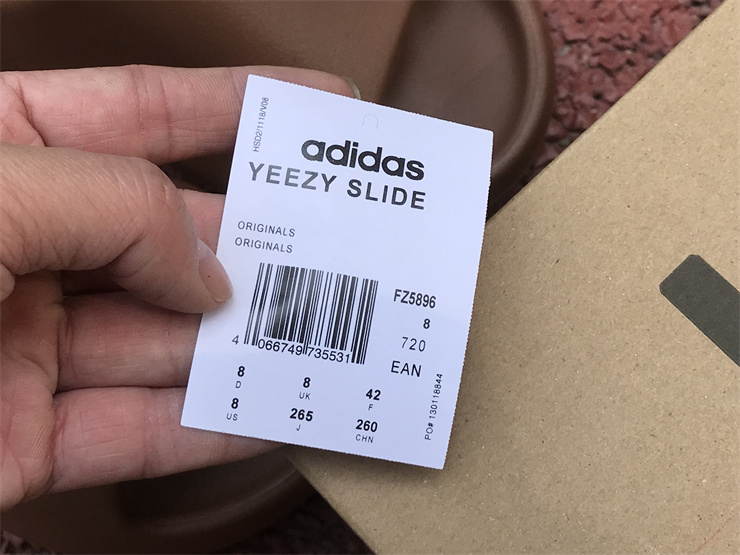 HSD2/1118/V08
adidas
YEEZY SLIDE
ORIGINALS
ORIGINALS
FZ5896
8
720
EAN
4 066749 735531
8 8 42
D UK F
8 265 260
US J CHN
PO# 130118844